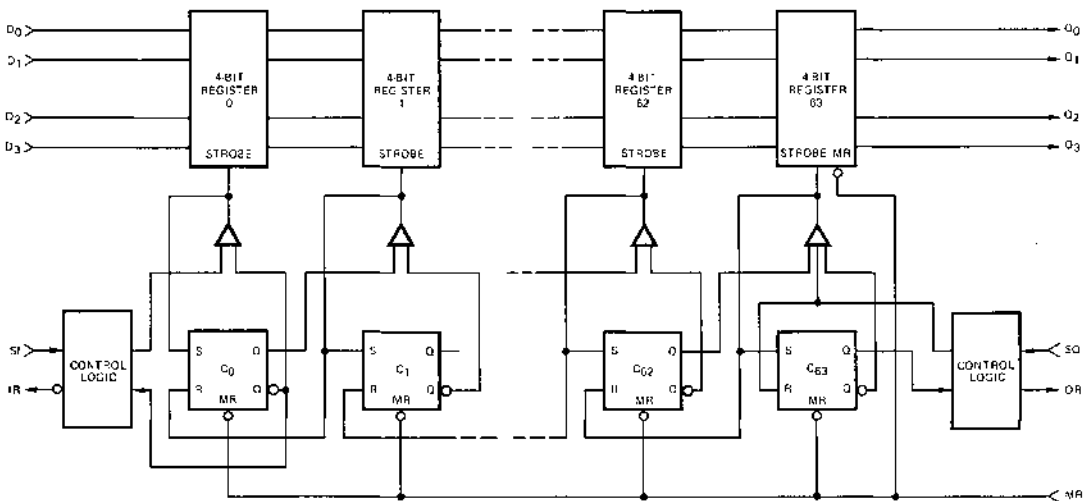 D0
D1
D2
D3
4-BIT
REGISTER
0
STROBE
4-BIT
REGISTER
1
STROBE
4-BIT
REGISTER
62
STROBE
4-BIT
REGISTER
63
STROBE MR
Q0
Q1
Q2
Q3
SI
IR
CONTROL
LOGIC
S Q
C0
R Q
MR
S Q
C1
R Q
MR
S Q
C62
R Q
MR
S Q
C63
R Q
MR
CONTROL
LOGIC
SO
OR
MR